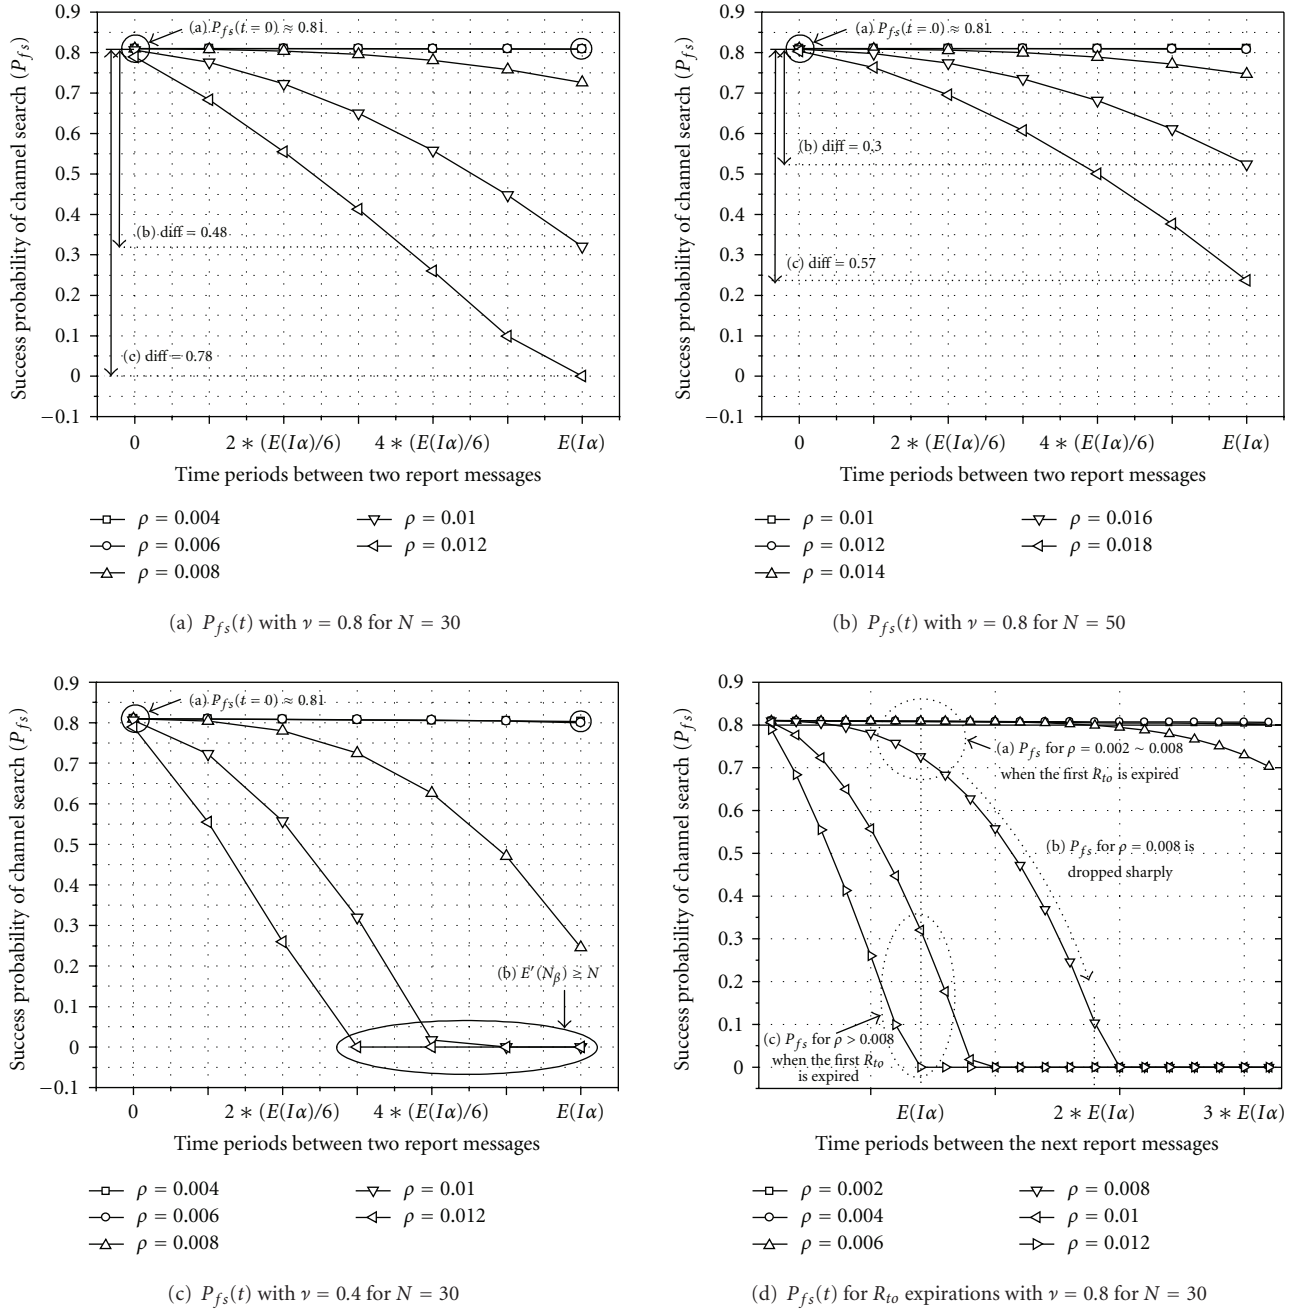 Success probability of channel search (P_fs)
0.9
0.8
0.7
0.6
0.5
0.4
0.3
0.2
0.1
0
−0.1
(a) P_fs(t = 0) ≈ 0.81
(b) diff = 0.48
(c) diff = 0.78
0
2 ∗ (E(Iα)/6)
4 ∗ (E(Iα)/6)
E(Iα)
Time periods between two report messages
ρ = 0.004
ρ = 0.006
ρ = 0.008
ρ = 0.01
ρ = 0.012
(a) P_fs(t) with ν = 0.8 for N = 30
Success probability of channel search (P_fs)
0.9
0.8
0.7
0.6
0.5
0.4
0.3
0.2
0.1
0
−0.1
(a) P_fs(t = 0) ≈ 0.81
(b) diff = 0.3
(c) diff = 0.57
0
2 ∗ (E(Iα)/6)
4 ∗ (E(Iα)/6)
E(Iα)
Time periods between two report messages
ρ = 0.01
ρ = 0.012
ρ = 0.014
ρ = 0.016
ρ = 0.018
(b) P_fs(t) with ν = 0.8 for N = 50
Success probability of channel search (P_fs)
0.9
0.8
0.7
0.6
0.5
0.4
0.3
0.2
0.1
0
−0.1
(a) P_fs(t = 0) ≈ 0.81
(b) E′(N_β) ≥ N
0
2 ∗ (E(Iα)/6)
4 ∗ (E(Iα)/6)
E(Iα)
Time periods between two report messages
ρ = 0.004
ρ = 0.006
ρ = 0.008
ρ = 0.01
ρ = 0.012
(c) P_fs(t) with ν = 0.4 for N = 30
Success probability of channel search (P_fs)
0.9
0.8
0.7
0.6
0.5
0.4
0.3
0.2
0.1
0
(a) P_fs for ρ = 0.002 ∼ 0.008
when the first R_to is expired
(b) P_fs for ρ = 0.008 is
dropped sharply
(c) P_fs for ρ > 0.008
when the first R_to
is expired
E(Iα)
2 ∗ E(Iα)
3 ∗ E(Iα)
Time periods between the next report messages
ρ = 0.002
ρ = 0.004
ρ = 0.006
ρ = 0.008
ρ = 0.01
ρ = 0.012
(d) P_fs(t) for R_to expirations with ν = 0.8 for N = 30